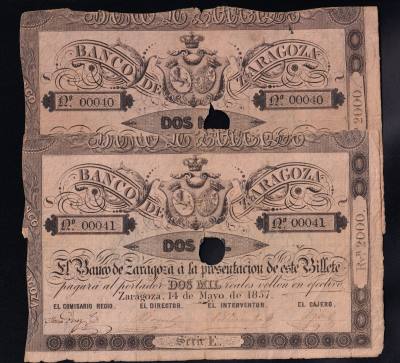 BANCO DE ZARAGOZA
Nº 00040 Nº 00040
DOS
2000.
BANCO DE ZARAGOZA
Nº 00041 Nº 00041
DOS
Rˢ 2000.
El Banco de Zaragoza á la presentacion de este Billete
pagará al portador DOS MIL reales vellon en efectivo
Zaragoza, 14 de Mayo de 1857.
EL COMISARIO REGIO. EL DIRECTOR. EL INTERVENTOR. EL CAJERO.
Série E.